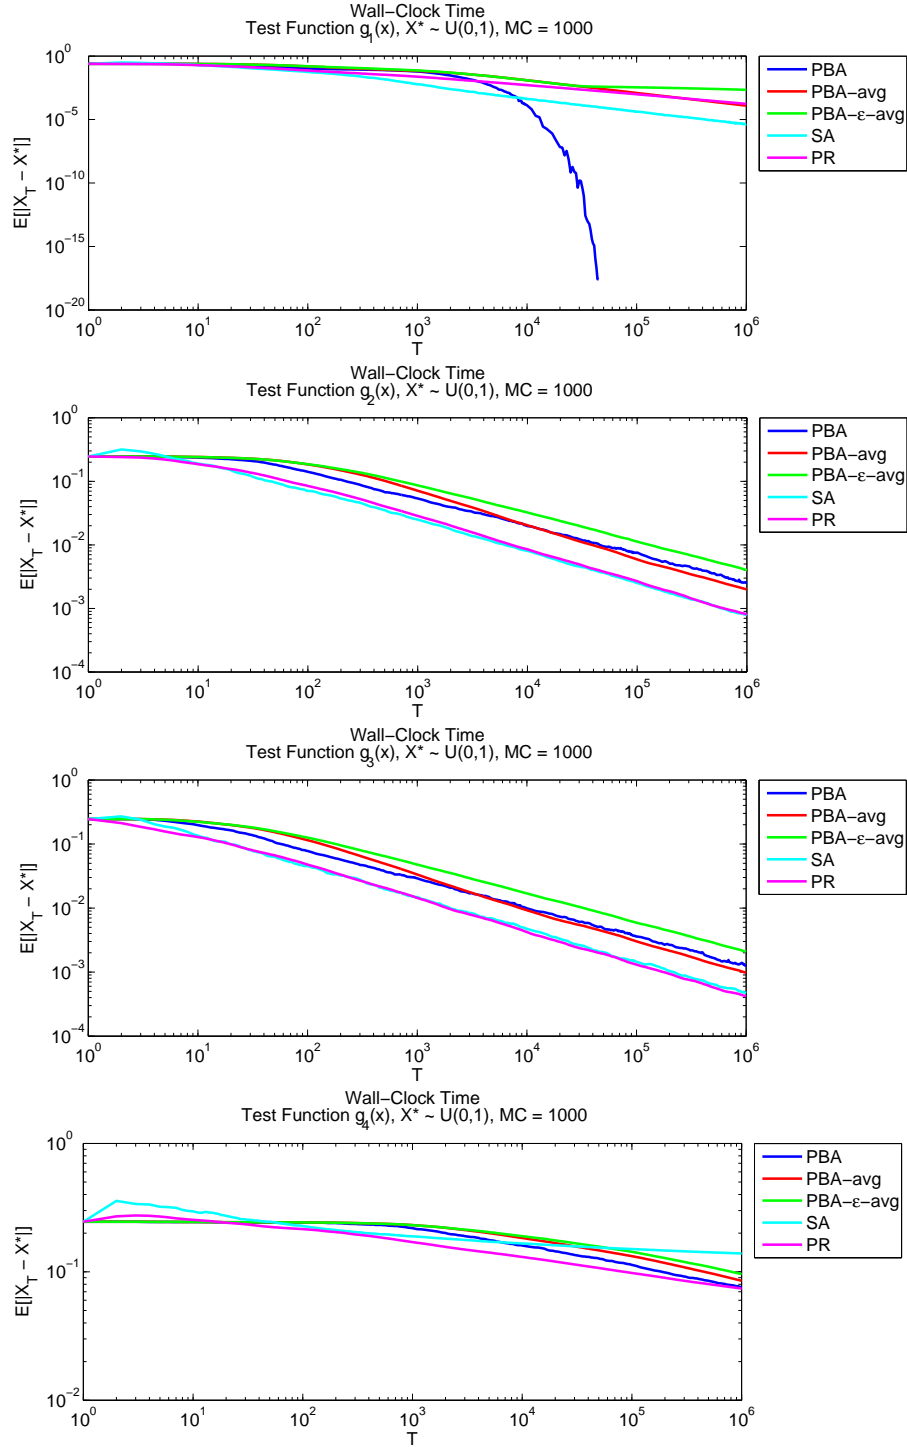 Wall−Clock Time
Test Function g1(x), X* ~ U(0,1), MC = 1000
E[|X_T − X*|]
10^0
10^−5
10^−10
10^−15
10^−20
10^0 10^1 10^2 10^3 10^4 10^5 10^6
T
PBA
PBA−avg
PBA−ε−avg
SA
PR
Wall−Clock Time
Test Function g2(x), X* ~ U(0,1), MC = 1000
E[|X_T − X*|]
10^0
10^−1
10^−2
10^−3
10^−4
10^0 10^1 10^2 10^3 10^4 10^5 10^6
T
PBA
PBA−avg
PBA−ε−avg
SA
PR
Wall−Clock Time
Test Function g3(x), X* ~ U(0,1), MC = 1000
E[|X_T − X*|]
10^0
10^−1
10^−2
10^−3
10^−4
10^0 10^1 10^2 10^3 10^4 10^5 10^6
T
PBA
PBA−avg
PBA−ε−avg
SA
PR
Wall−Clock Time
Test Function g4(x), X* ~ U(0,1), MC = 1000
E[|X_T − X*|]
10^0
10^−1
10^−2
10^0 10^1 10^2 10^3 10^4 10^5 10^6
T
PBA
PBA−avg
PBA−ε−avg
SA
PR